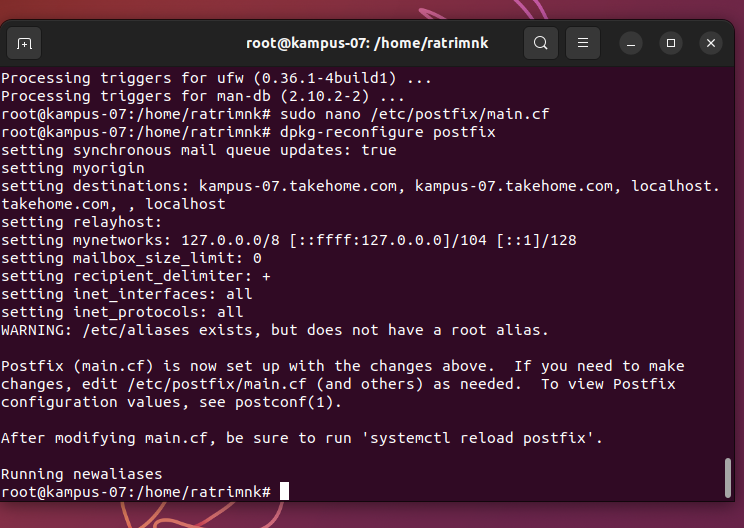 root@kampus-07: /home/ratrimnk
Processing triggers for ufw (0.36.1-4build1) ...
Processing triggers for man-db (2.10.2-2) ...
root@kampus-07:/home/ratrimnk# sudo nano /etc/postfix/main.cf
root@kampus-07:/home/ratrimnk# dpkg-reconfigure postfix
setting synchronous mail queue updates: true
setting myorigin
setting destinations: kampus-07.takehome.com, kampus-07.takehome.com, localhost.
takehome.com, , localhost
setting relayhost:
setting mynetworks: 127.0.0.0/8 [::ffff:127.0.0.0]/104 [::1]/128
setting mailbox_size_limit: 0
setting recipient_delimiter: +
setting inet_interfaces: all
setting inet_protocols: all
WARNING: /etc/aliases exists, but does not have a root alias.

Postfix (main.cf) is now set up with the changes above.  If you need to make
changes, edit /etc/postfix/main.cf (and others) as needed.  To view Postfix
configuration values, see postconf(1).

After modifying main.cf, be sure to run 'systemctl reload postfix'.

Running newaliases
root@kampus-07:/home/ratrimnk#